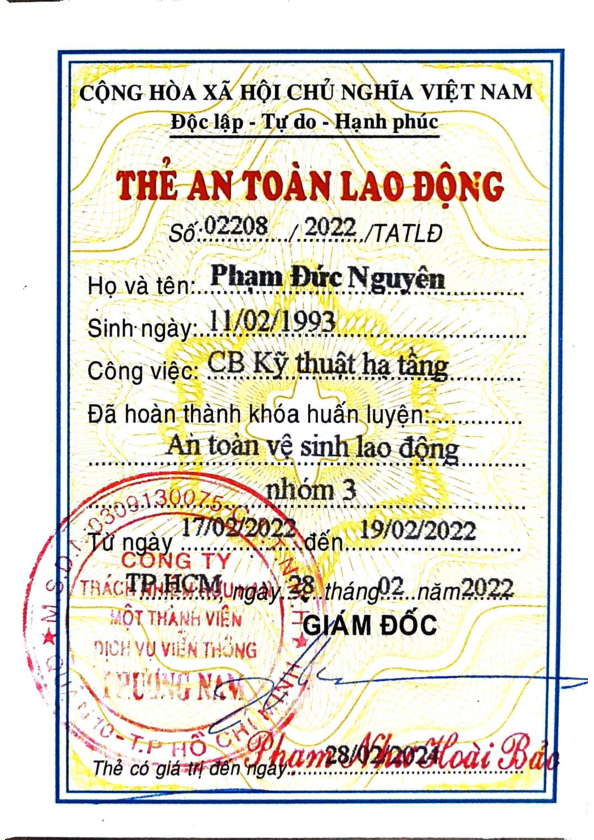 CỘNG HÒA XÃ HỘI CHỦ NGHĨA VIỆT NAM
Độc lập - Tự do - Hạnh phúc
THẺ AN TOÀN LAO ĐỘNG
Số:02208 / 2022 /TATLĐ
Họ và tên: Phạm Đức Nguyên
Sinh ngày: 11/02/1993
Công việc: CB Kỹ thuật hạ tầng
Đã hoàn thành khóa huấn luyện:
An toàn vệ sinh lao động
nhóm 3
Từ ngày 17/02/2022 đến 19/02/2022
TP.HCM, ngày 28 tháng 02 năm 2022
GIÁM ĐỐC
M.S.D.N:0309130075-C.T.T.N.H.H
CÔNG TY
TRÁCH NHIỆM HỮU HẠN
MỘT THÀNH VIÊN
DỊCH VỤ VIỄN THÔNG
PHƯƠNG NAM
-T.P HỒ CHÍ MINH
Phạm Như Hoài Bảo
Thẻ có giá trị đến ngày: 28/02/2024